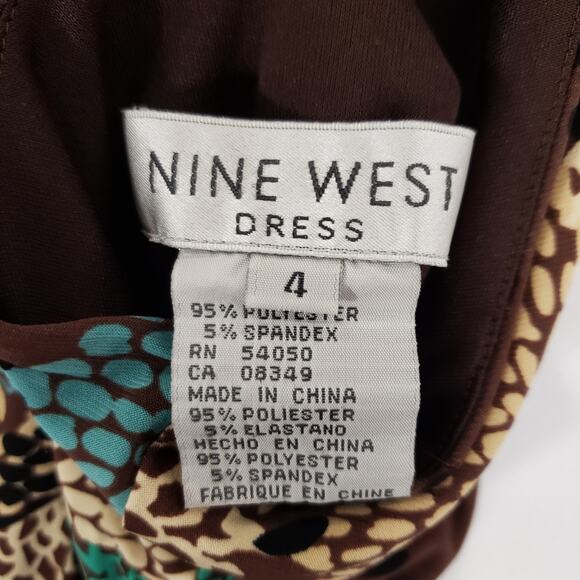 NINE WEST
DRESS
4
95% POLYESTER
5% SPANDEX
RN 54050
CA 08349
MADE IN CHINA
95% POLIESTER
5% ELASTANO
HECHO EN CHINA
95% POLYESTER
5% SPANDEX
FABRIQUE EN CHINE